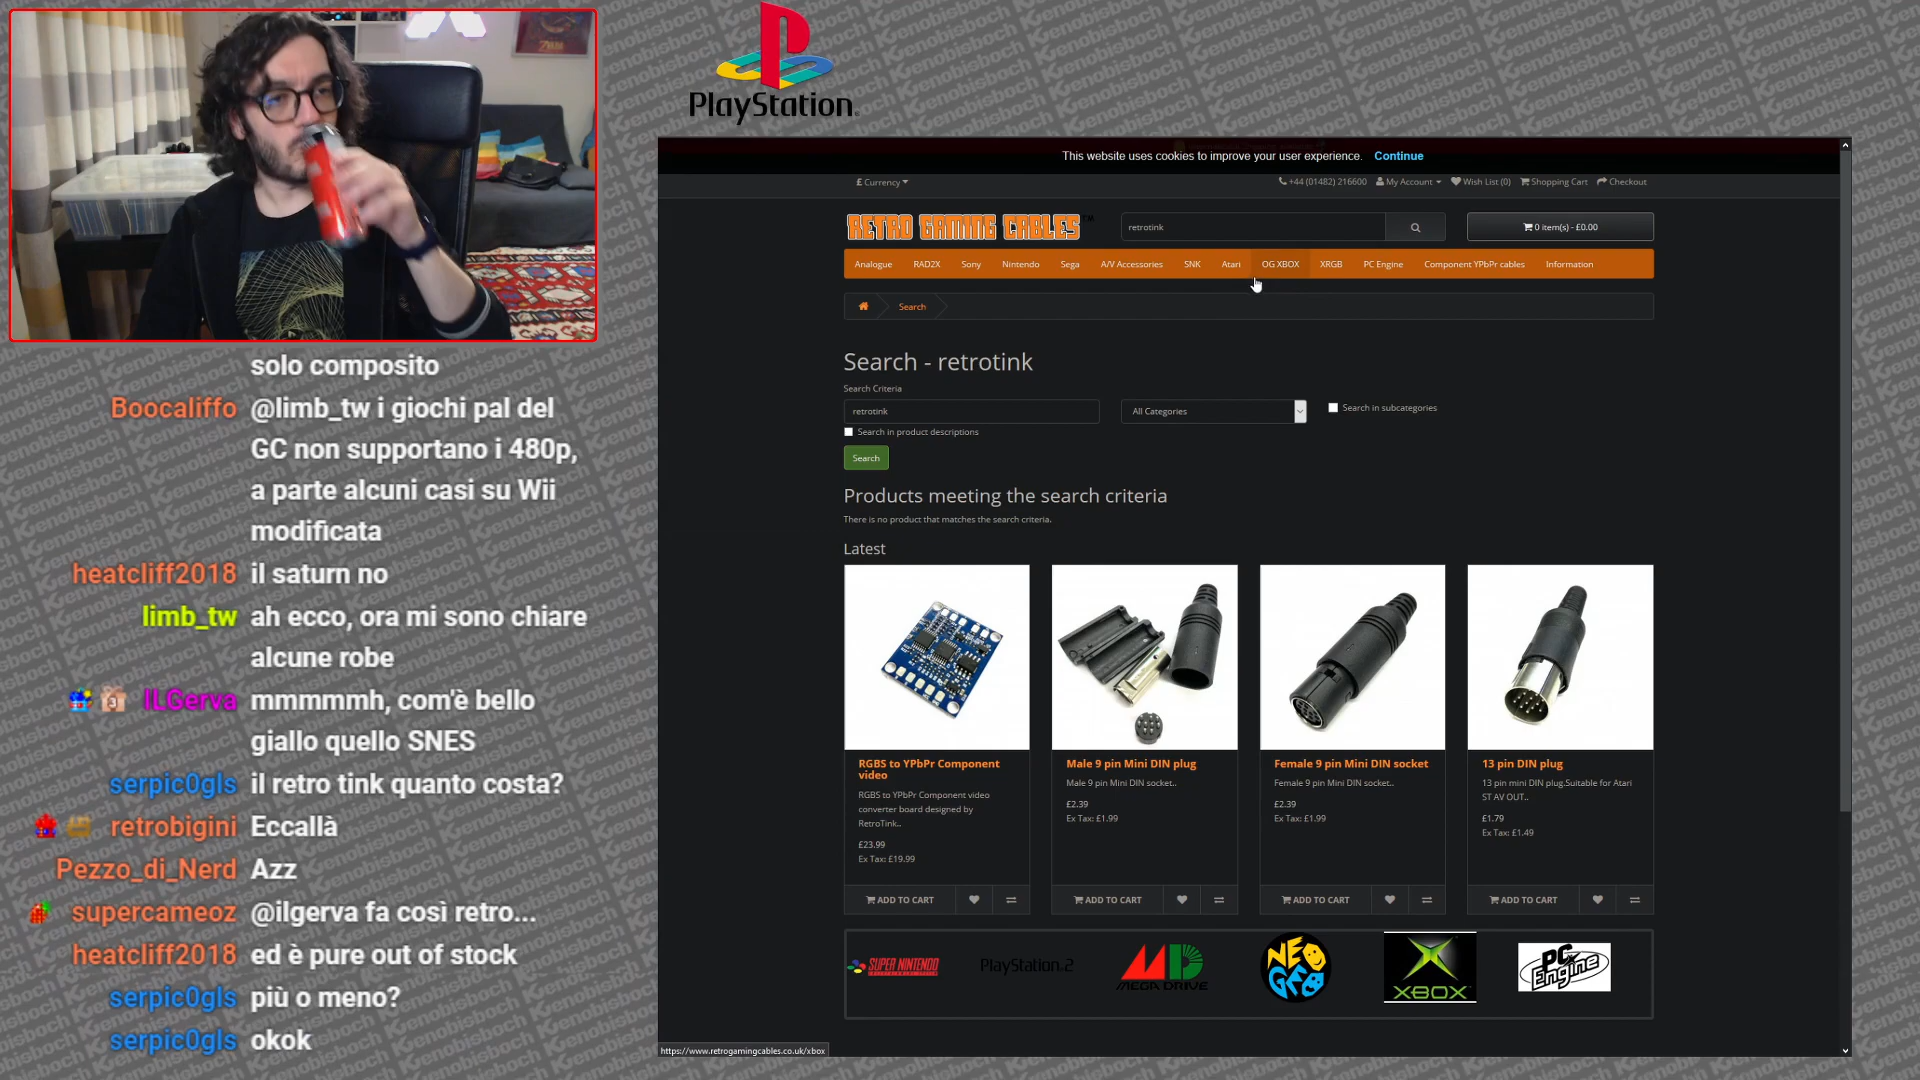 PlayStation
This website uses cookies to improve your user experience. Continue
£ Currency
+44 (01482) 216600 My Account Wish List (0) Shopping Cart Checkout
RETRO GAMING CABLES™
retrotink
0 item(s) - £0.00
Analogue RAD2X Sony Nintendo Sega A/V Accessories SNK Atari OG XBOX XRGB PC Engine Component YPbPr cables Information
Search
Search - retrotink
Search Criteria
retrotink
All Categories
Search in subcategories
Search in product descriptions
Search
Products meeting the search criteria
There is no product that matches the search criteria.
Latest
RGBS to YPbPr Component
video
RGBS to YPbPr Component video
converter board designed by
RetroTink..
£23.99
Ex Tax: £19.99
ADD TO CART
Male 9 pin Mini DIN plug
Male 9 pin Mini DIN socket..
£2.39
Ex Tax: £1.99
ADD TO CART
Female 9 pin Mini DIN socket
Female 9 pin Mini DIN socket..
£2.39
Ex Tax: £1.99
ADD TO CART
13 pin DIN plug
13 pin mini DIN plug.Suitable for Atari
ST AV OUT..
£1.79
Ex Tax: £1.49
ADD TO CART
SUPER NINTENDO
PlayStation.2
MEGA DRIVE
NEO
GEO
XBOX
PC
Engine
https://www.retrogamingcables.co.uk/xbox
solo composito
Boocaliffo @limb_tw i giochi pal del
GC non supportano i 480p,
a parte alcuni casi su Wii
modificata
heatcliff2018 il saturn no
limb_tw ah ecco, ora mi sono chiare
alcune robe
ILGerva mmmmmh, com'è bello
giallo quello SNES
serpic0gls il retro tink quanto costa?
retrobigini Eccallà
Pezzo_di_Nerd Azz
supercameoz @ilgerva fa così retro...
heatcliff2018 ed è pure out of stock
serpic0gls più o meno?
serpic0gls okok
Kenobisboch